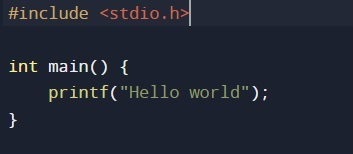 #include <stdio.h>
int main() {
    printf("Hello world");
}